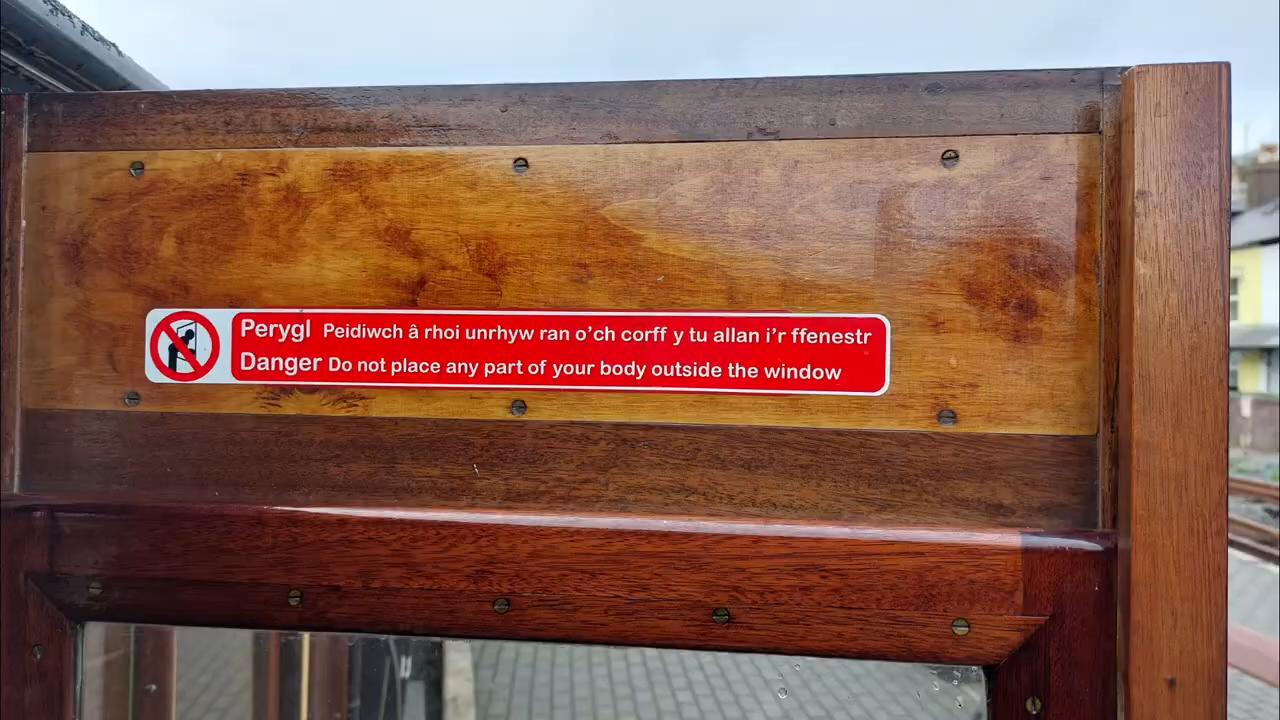 Perygl Peidiwch â rhoi unrhyw ran o'ch corff y tu allan i'r ffenestr
Danger Do not place any part of your body outside the window